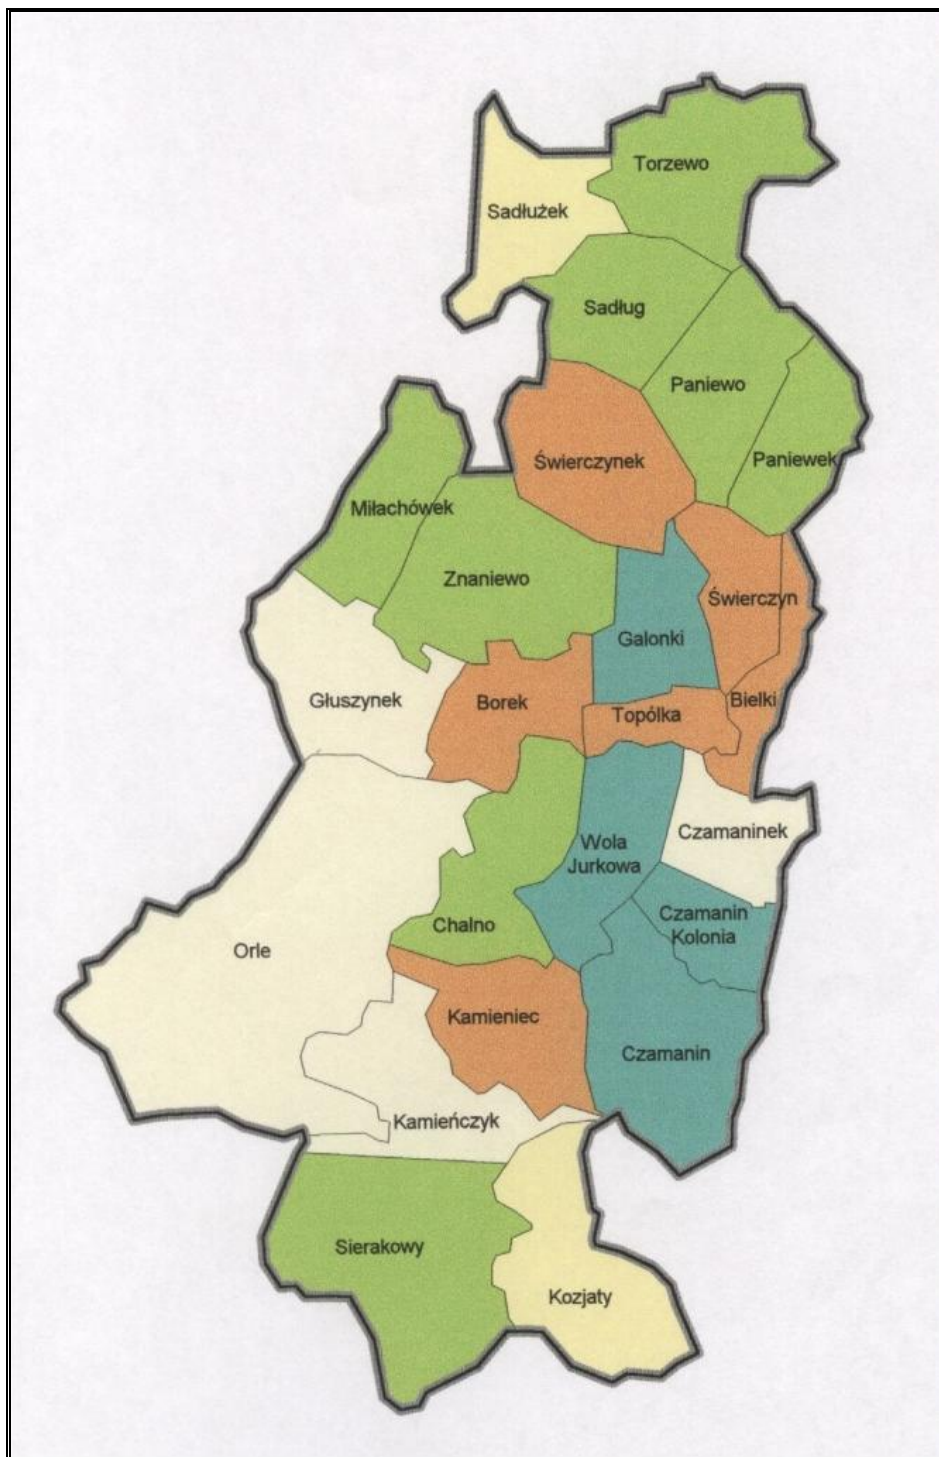 Torzewo
Sadłużek
Sadług
Paniewo
Paniewek
Świerczynek
Miłachówek
Znaniewo
Świerczyn
Galonki
Głuszynek
Borek
Topólka
Bielki
Czamaninek
Wola
Jurkowa
Czamanin
Kolonia
Chalno
Orle
Kamieniec
Czamanin
Kamieńczyk
Sierakowy
Kozjaty